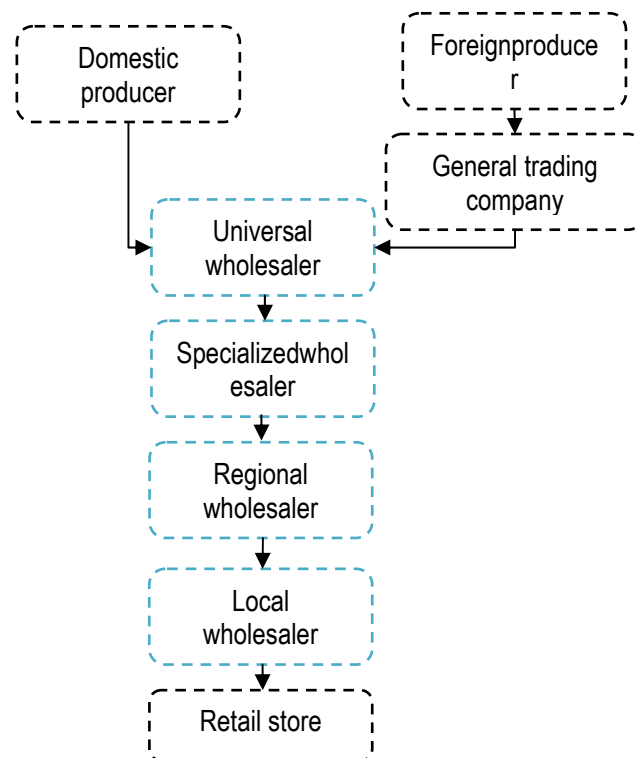 Domestic
producer
Foreignproduce
r
General trading
company
Universal
wholesaler
Specializedwhol
esaler
Regional
wholesaler
Local
wholesaler
Retail store